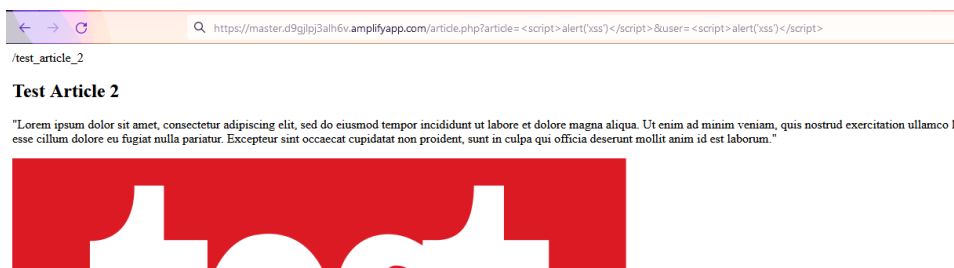 https://master.d9gjlpj3alh6v.amplifyapp.com/article.php?article=<script>alert('xss')</script>&user=<script>alert('xss')</script>
/test_article_2
Test Article 2
"Lorem ipsum dolor sit amet, consectetur adipiscing elit, sed do eiusmod tempor incididunt ut labore et dolore magna aliqua. Ut enim ad minim veniam, quis nostrud exercitation ullamco
esse cillum dolore eu fugiat nulla pariatur. Excepteur sint occaecat cupidatat non proident, sunt in culpa qui officia deserunt mollit anim id est laborum."
test